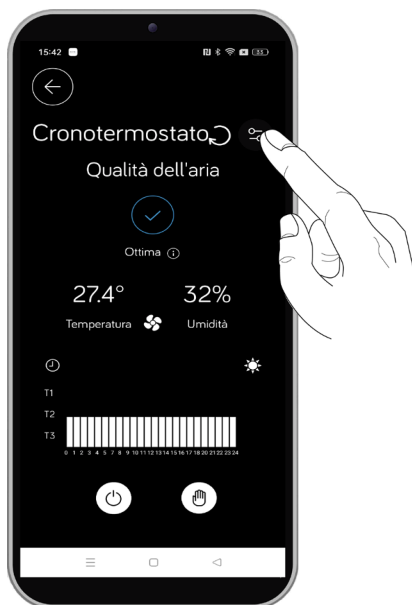 15:42
Cronotermostato
Qualità dell'aria
Ottima
27.4° 32%
Temperatura Umidità
T1
T2
T3
0 1 2 3 4 5 7 8 9 10 11 12 13 14 15 16 17 18 20 21 22 23 24